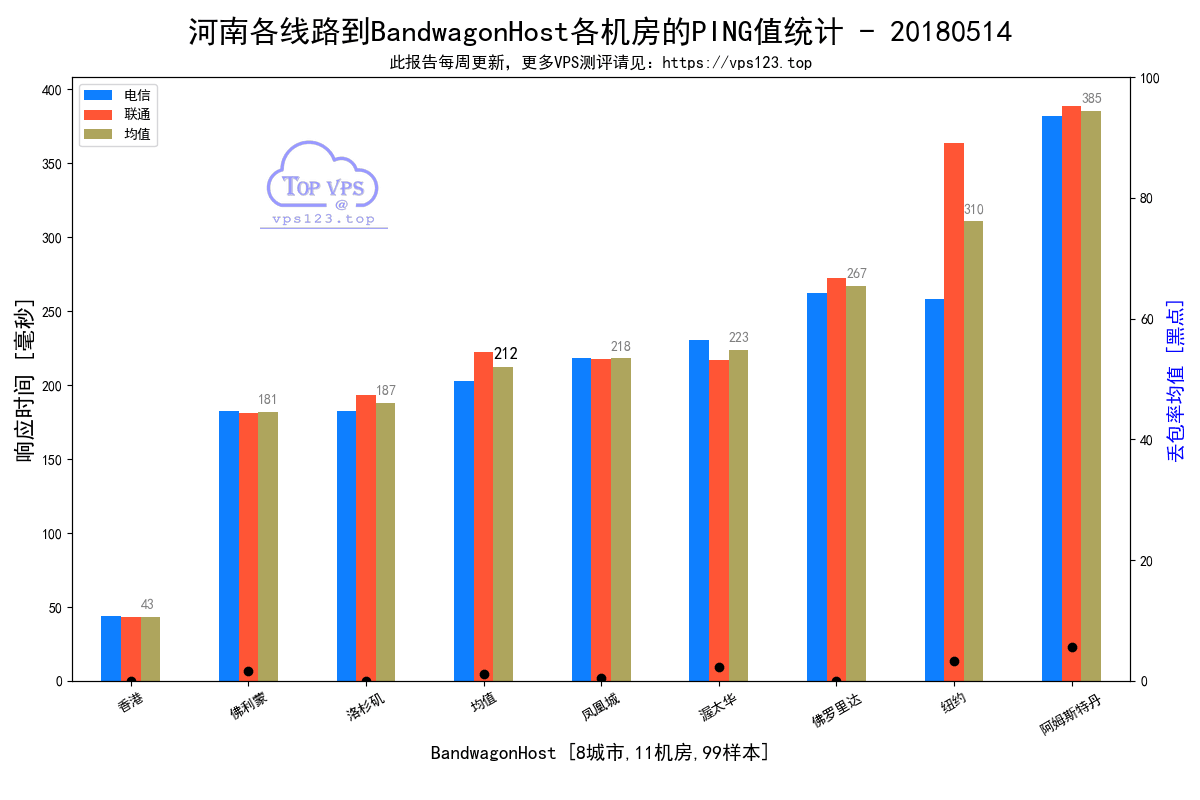 河南各线路到BandwagonHost各机房的PING值统计 - 20180514
此报告每周更新，更多VPS测评请见：https://vps123.top
电信
联通
均值
TOP VPS
@
vps123.top
响应时间 [毫秒]
400
350
300
250
200
150
100
50
0
43
181
187
212
218
223
267
310
385
100
80
60
40
20
0
丢包率均值 [黑点]
香港
佛利蒙
洛杉矶
均值
凤凰城
渥太华
佛罗里达
纽约
阿姆斯特丹
BandwagonHost [8城市,11机房,99样本]